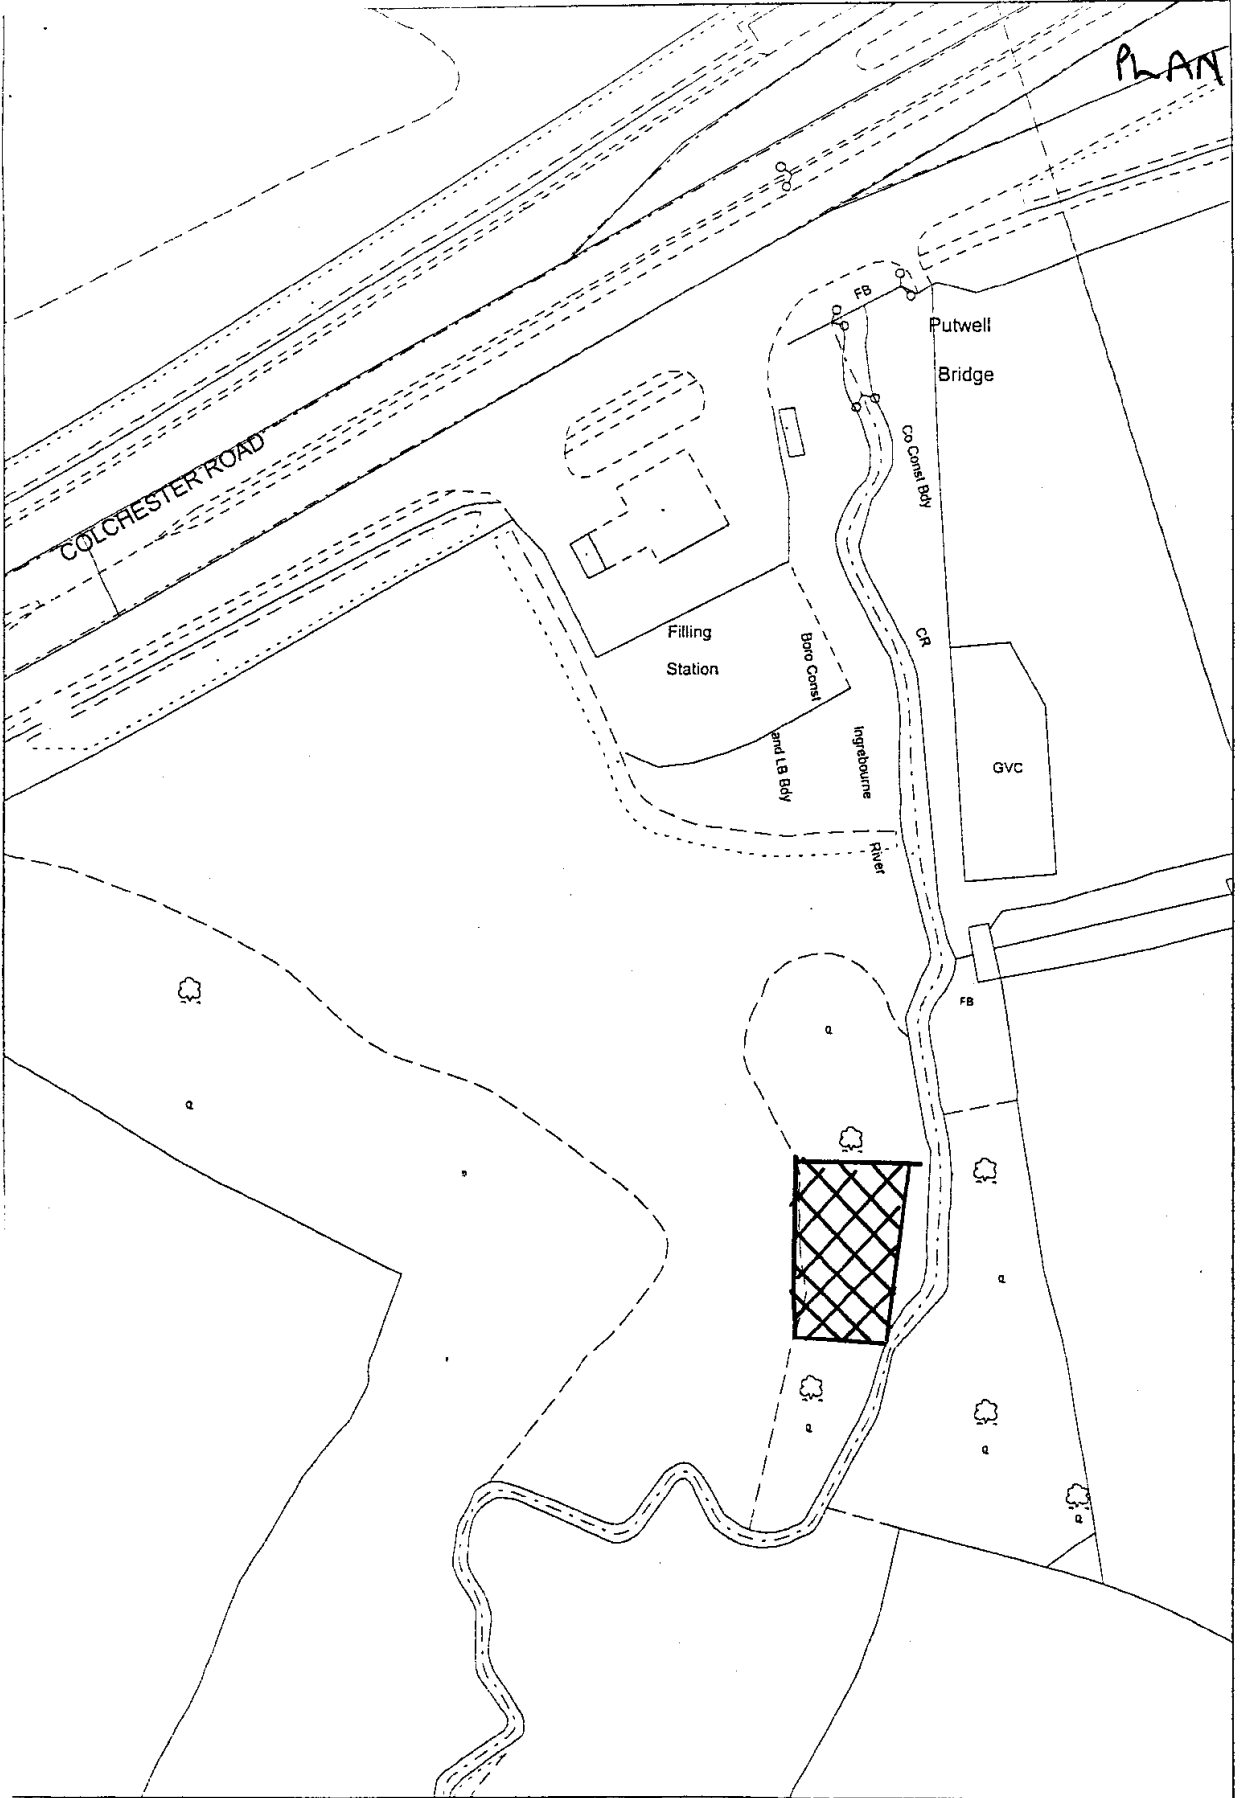 PLAN
FB
Putwell
Bridge
COLCHESTER ROAD
Co Const Bdy
Filling
Station
Boro Const
and LB Bdy
CR
Ingrebourne
River
GVC
FB